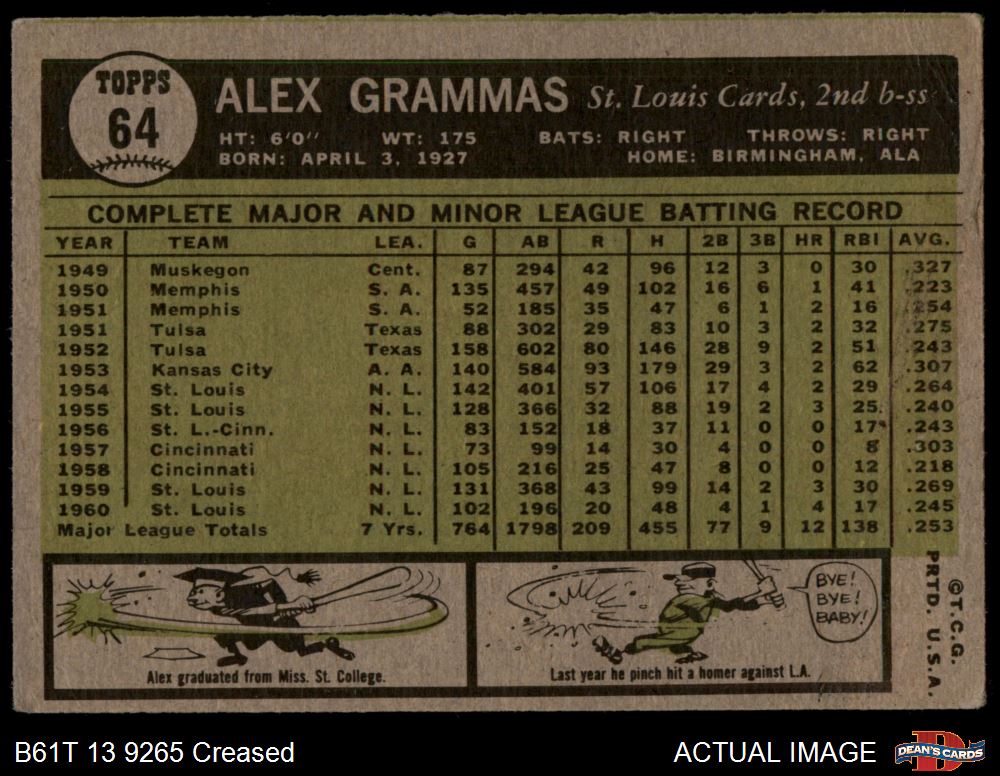 TOPPS
64
ALEX GRAMMAS St. Louis Cards, 2nd b-ss
HT: 6'0" WT: 175 BATS: RIGHT THROWS: RIGHT
BORN: APRIL 3, 1927 HOME: BIRMINGHAM, ALA
COMPLETE MAJOR AND MINOR LEAGUE BATTING RECORD
YEAR TEAM LEA. G AB R H 2B 3B HR RBI AVG.
1949 Muskegon Cent. 87 294 42 96 12 3 0 30 .327
1950 Memphis S. A. 135 457 49 102 16 6 1 41 .223
1951 Memphis S. A. 52 185 35 47 6 1 2 16 .254
1951 Tulsa Texas 88 302 29 83 10 3 2 32 .275
1952 Tulsa Texas 158 602 80 146 28 9 2 51 .243
1953 Kansas City A. A. 140 584 93 179 29 3 2 62 .307
1954 St. Louis N. L. 142 401 57 106 17 4 2 29 .264
1955 St. Louis N. L. 128 366 32 88 19 2 3 25 .240
1956 St. L.-Cinn. N. L. 83 152 18 37 11 0 0 17 .243
1957 Cincinnati N. L. 73 99 14 30 4 0 0 8 .303
1958 Cincinnati N. L. 105 216 25 47 8 0 0 12 .218
1959 St. Louis N. L. 131 368 43 99 14 2 3 30 .269
1960 St. Louis N. L. 102 196 20 48 4 1 4 17 .245
Major League Totals 7 Yrs. 764 1798 209 455 77 9 12 138 .253
Alex graduated from Miss. St. College.
BYE!
BYE!
BABY!
Last year he pinch hit a homer against L.A.
©T.C.G.
PRTD. U.S.A.
B61T 13 9265 Creased ACTUAL IMAGE
DEAN'S CARDS